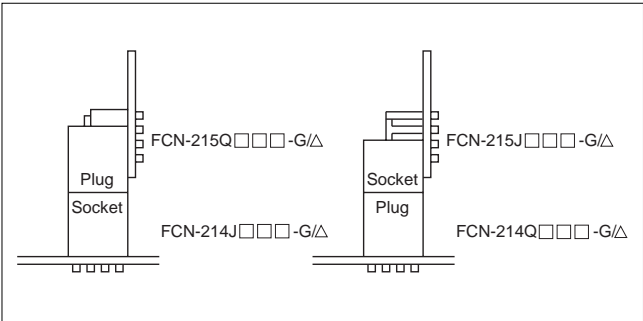 FCN-215Q□□□-G/△
Plug
Socket
FCN-214J□□□-G/△
FCN-215J□□□-G/△
Socket
Plug
FCN-214Q□□□-G/△